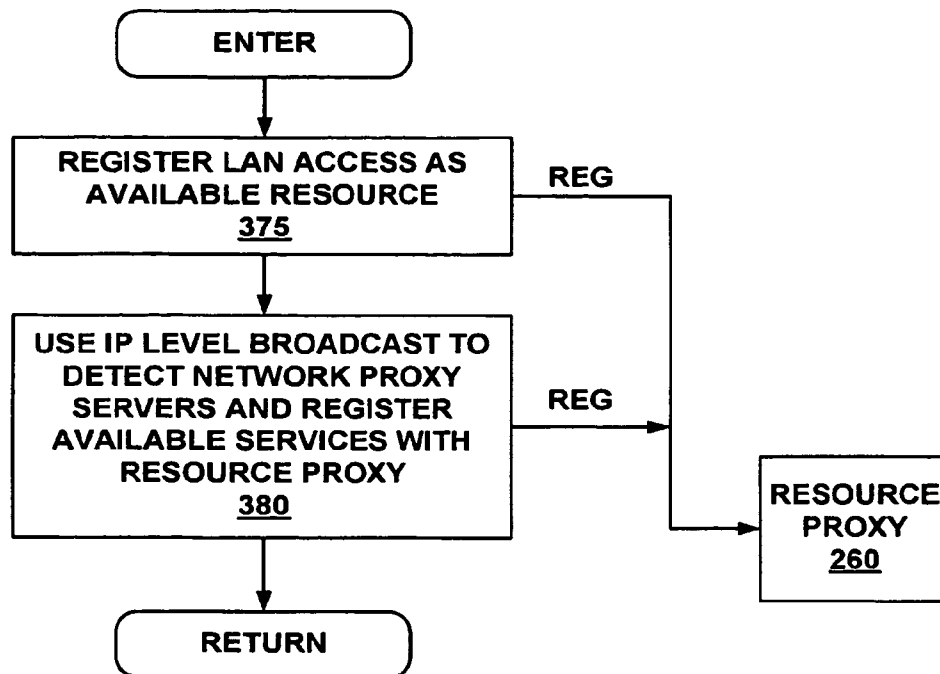 ENTER
REGISTER LAN ACCESS AS
AVAILABLE RESOURCE
375
REG
USE IP LEVEL BROADCAST TO
DETECT NETWORK PROXY
SERVERS AND REGISTER
AVAILABLE SERVICES WITH
RESOURCE PROXY
380
REG
RESOURCE
PROXY
260
RETURN